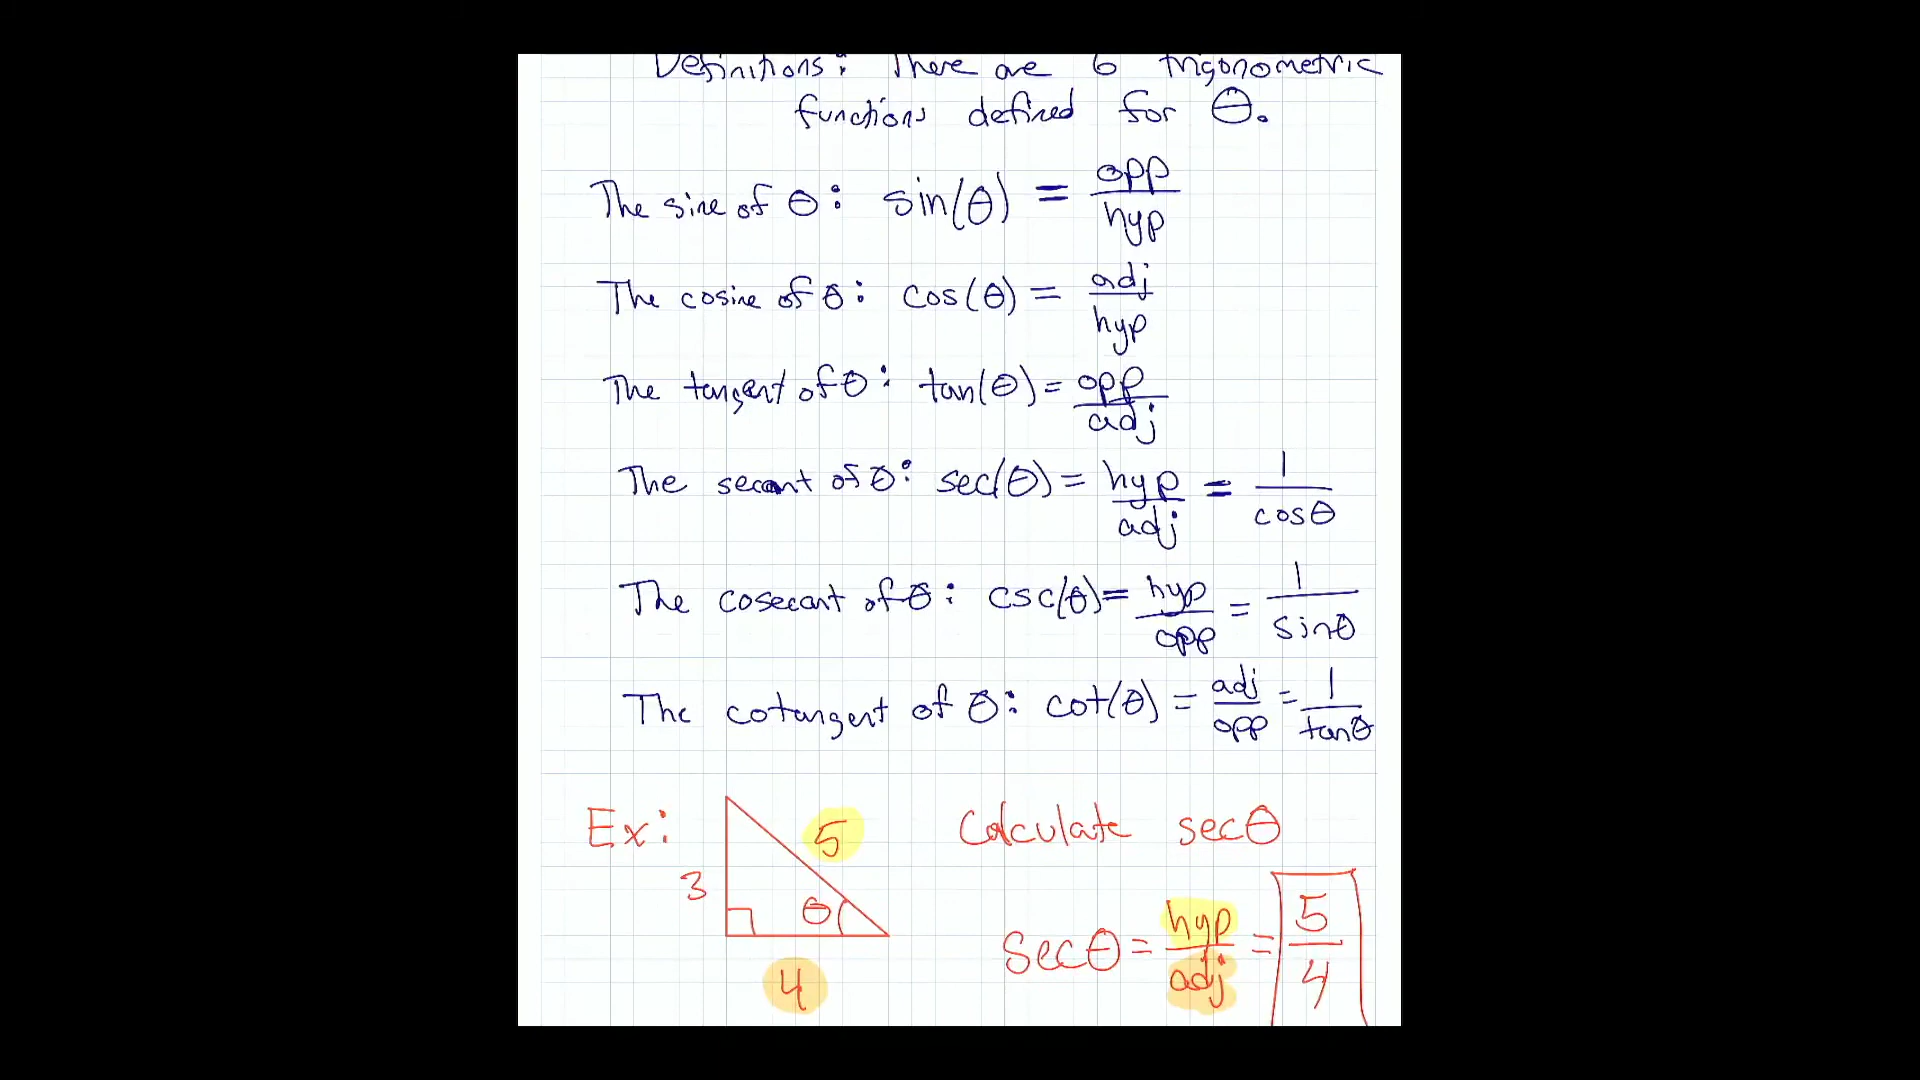 Definitions: There are 6 trigonometric
functions defined for θ.
The sine of θ: sin(θ) = opp/hyp
The cosine of θ: cos(θ) = adj/hyp
The tangent of θ: tan(θ) = opp/adj
The secant of θ: sec(θ) = hyp/adj = 1/cosθ
The cosecant of θ: csc(θ) = hyp/opp = 1/sinθ
The cotangent of θ: cot(θ) = adj/opp = 1/tanθ
Ex: 5 Calculate secθ
3 θ
4
secθ = hyp/adj = 5/4